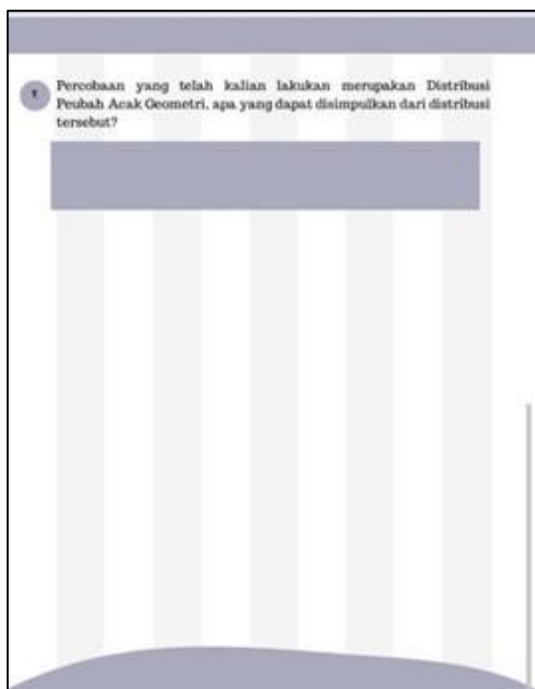 Percobaan yang telah kalian lakukan merupakan Distribusi
Peubah Acak Geometri, apa yang dapat disimpulkan dari distribusi
tersebut?